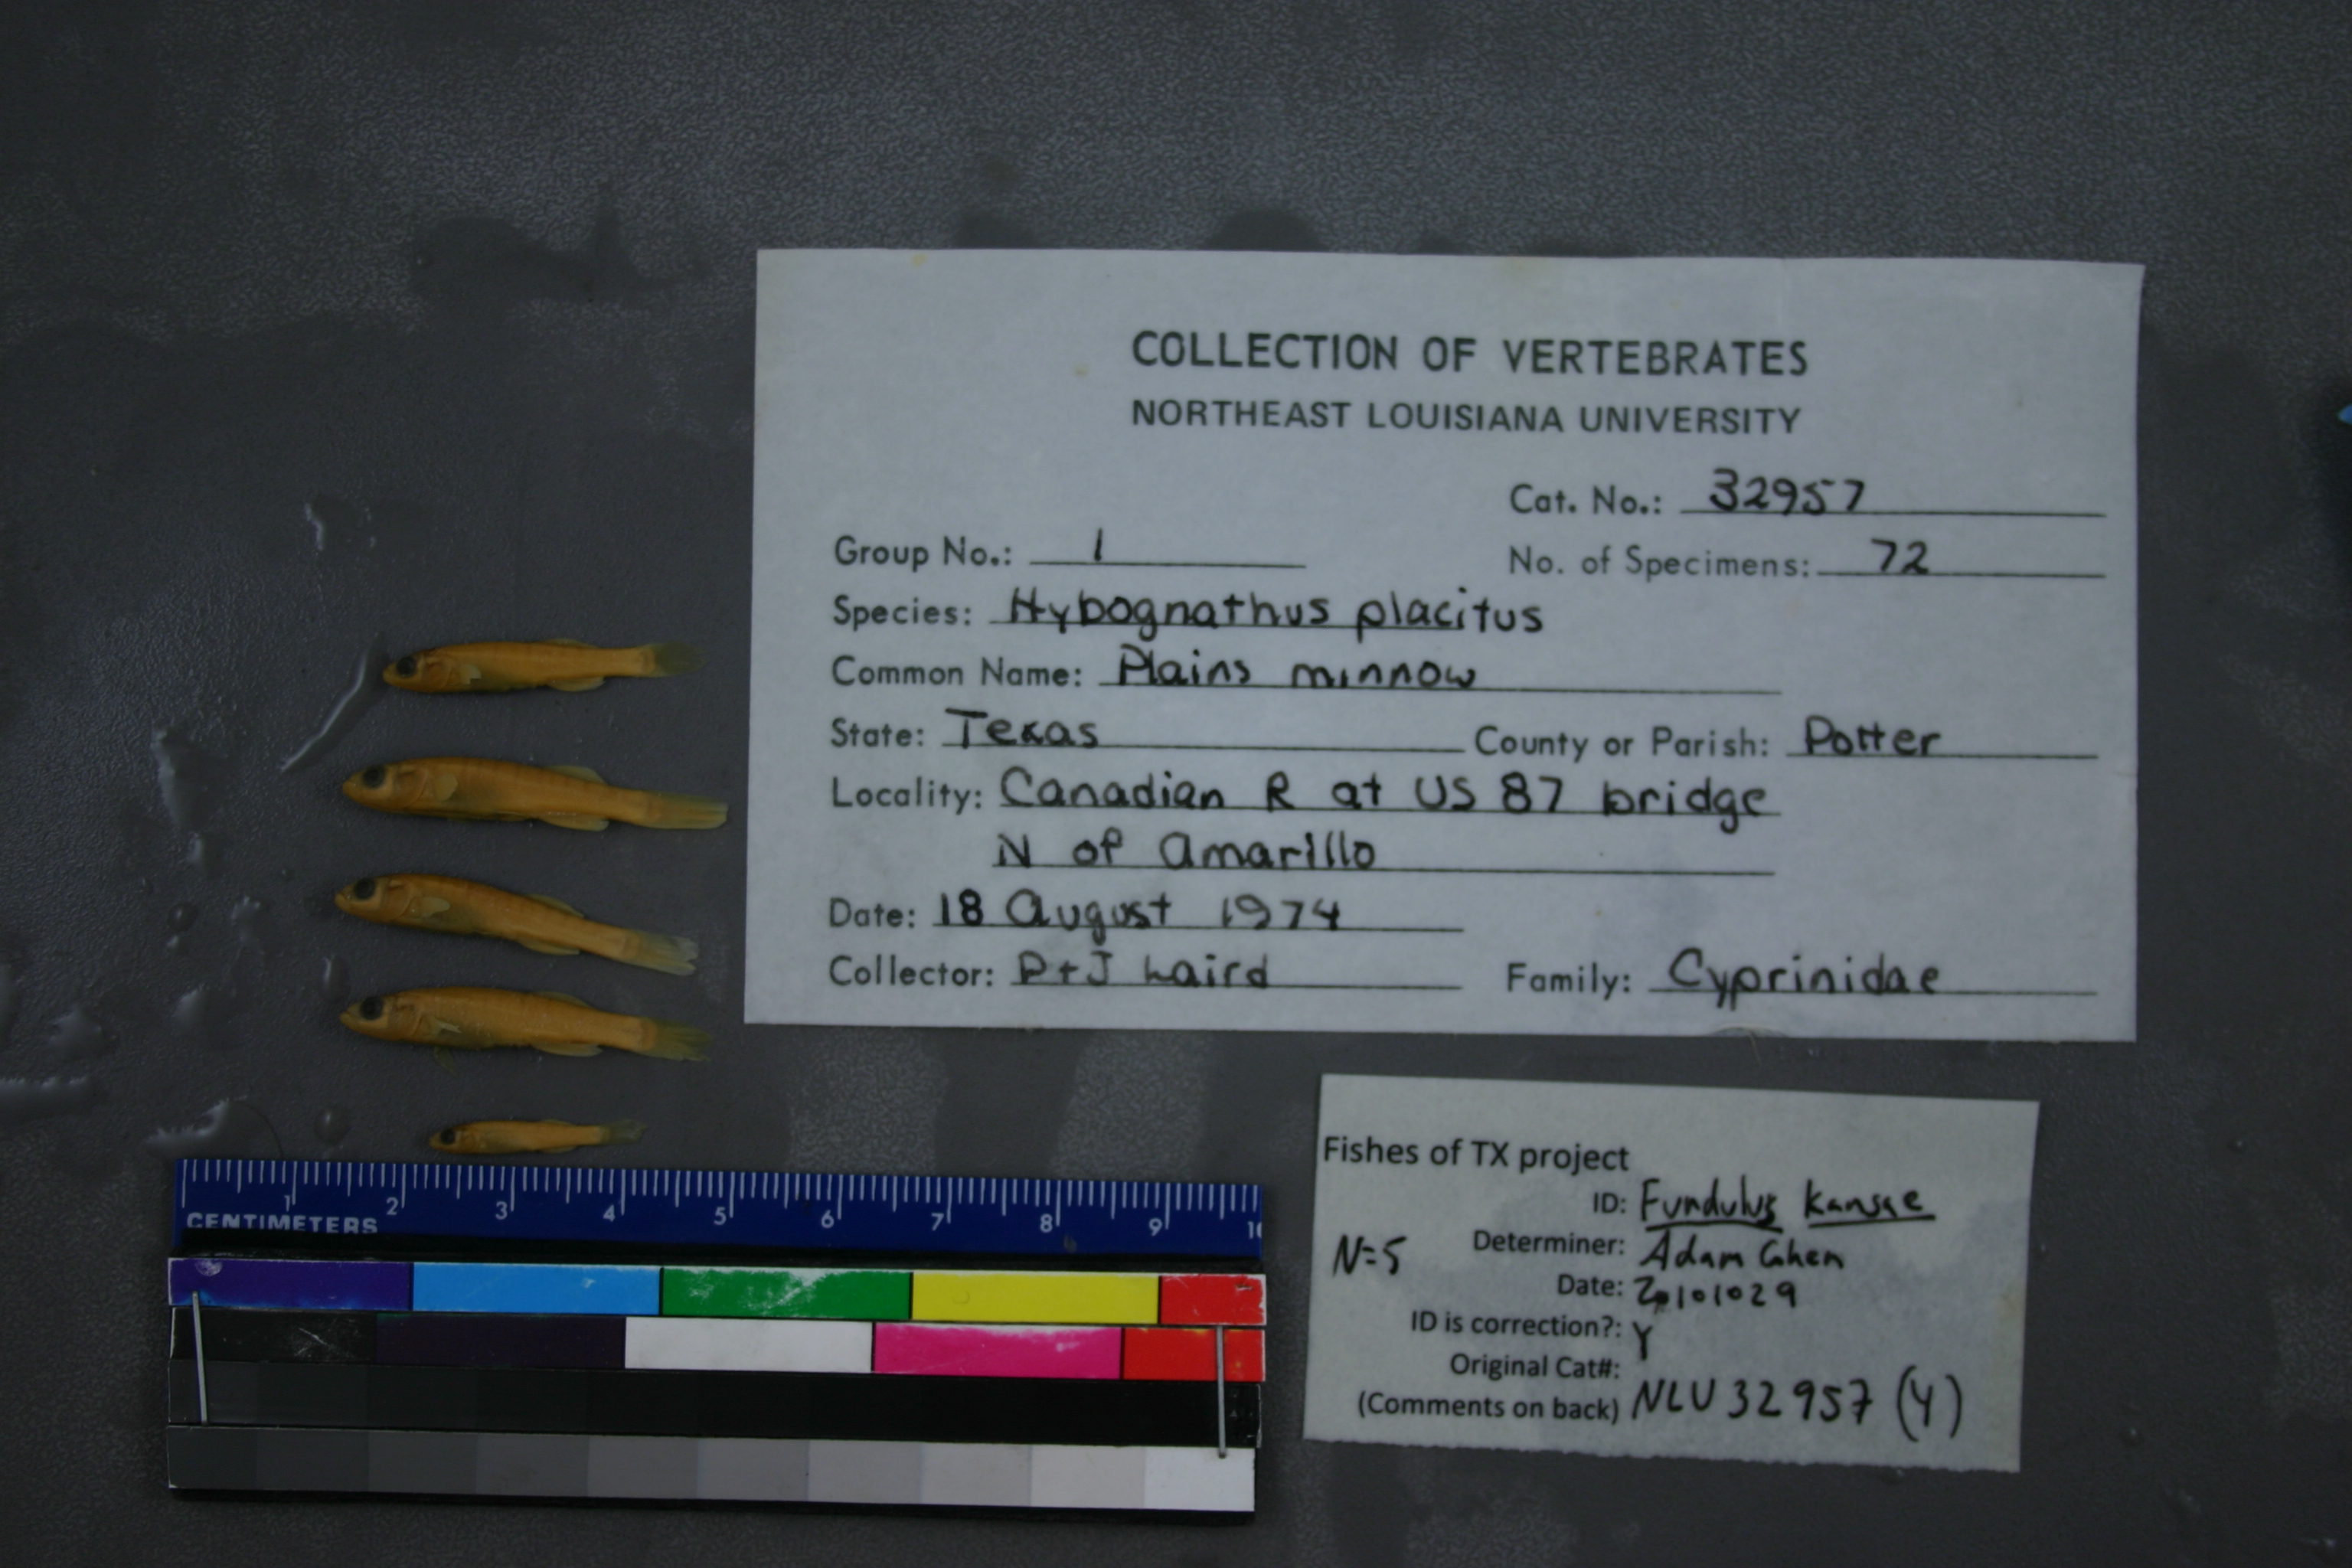 COLLECTION OF VERTEBRATES
NORTHEAST LOUISIANA UNIVERSITY
Cat. No.: 32957
Group No.: 1
No. of Specimens: 72
Species: Hybognathus placitus
Common Name: Plains minnow
State: Texas County or Parish: Potter
Locality: Canadian R at US 87 bridge
N of Amarillo
Date: 18 August 1974
Collector: P+J Laird Family: Cyprinidae
Fishes of TX project
ID: Fundulus kansae
N=5
Determiner: Adam Cohen
Date: 20101029
ID is correction?: Y
Original Cat#:
(Comments on back) NLU 32957 (4)
1 2 3 4 5 6 7 8 9 10
CENTIMETERS